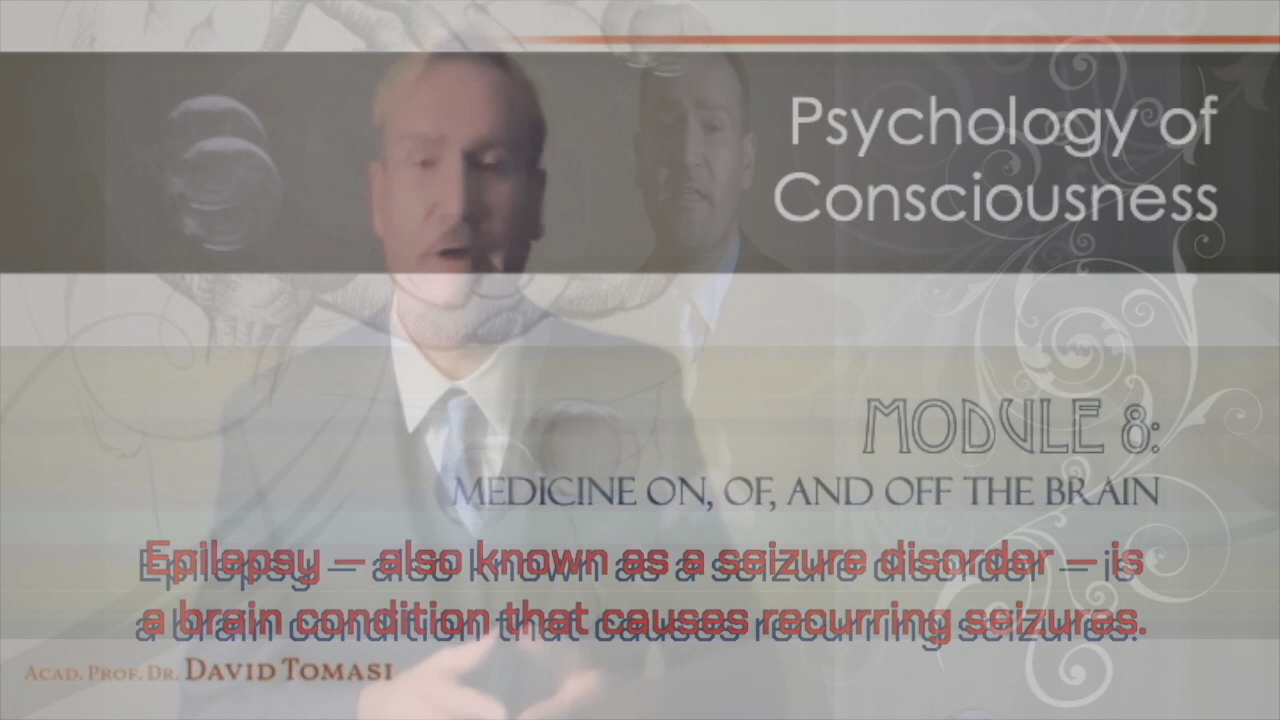 Psychology of
Consciousness
MODULE 8:
MEDICINE ON, OF, AND OFF THE BRAIN
Epilepsy — also known as a seizure disorder — is
a brain condition that causes recurring seizures.
ACAD. PROF. DR. DAVID TOMASI